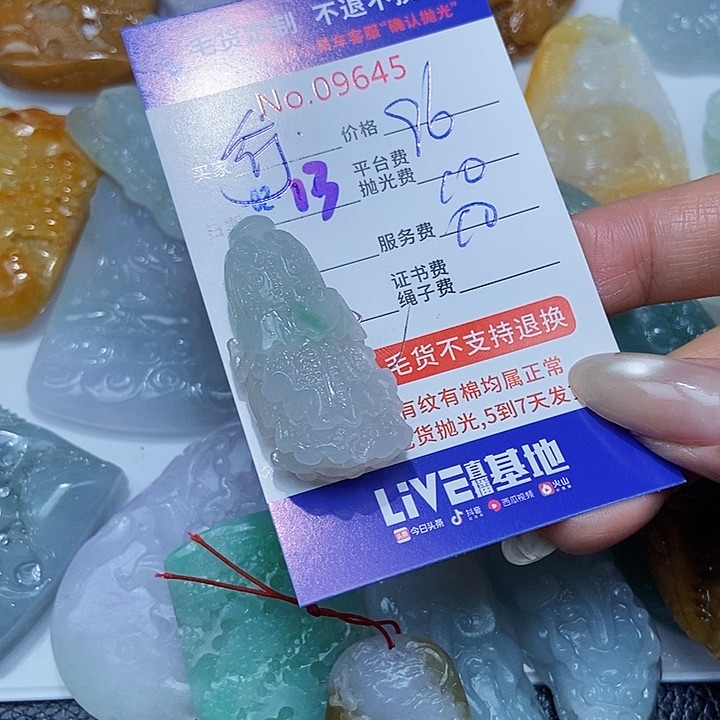 毛货定制 不退不换
客服"确认抛光"
No.09645
买家 价格 96
02 13
平台费
抛光费 10
服务费 10
证书费
绳子费
毛货不支持退换
有纹有棉均属正常
货抛光,5到7天发
LiVE直播基地
今日头条 抖音 西瓜视频 火山